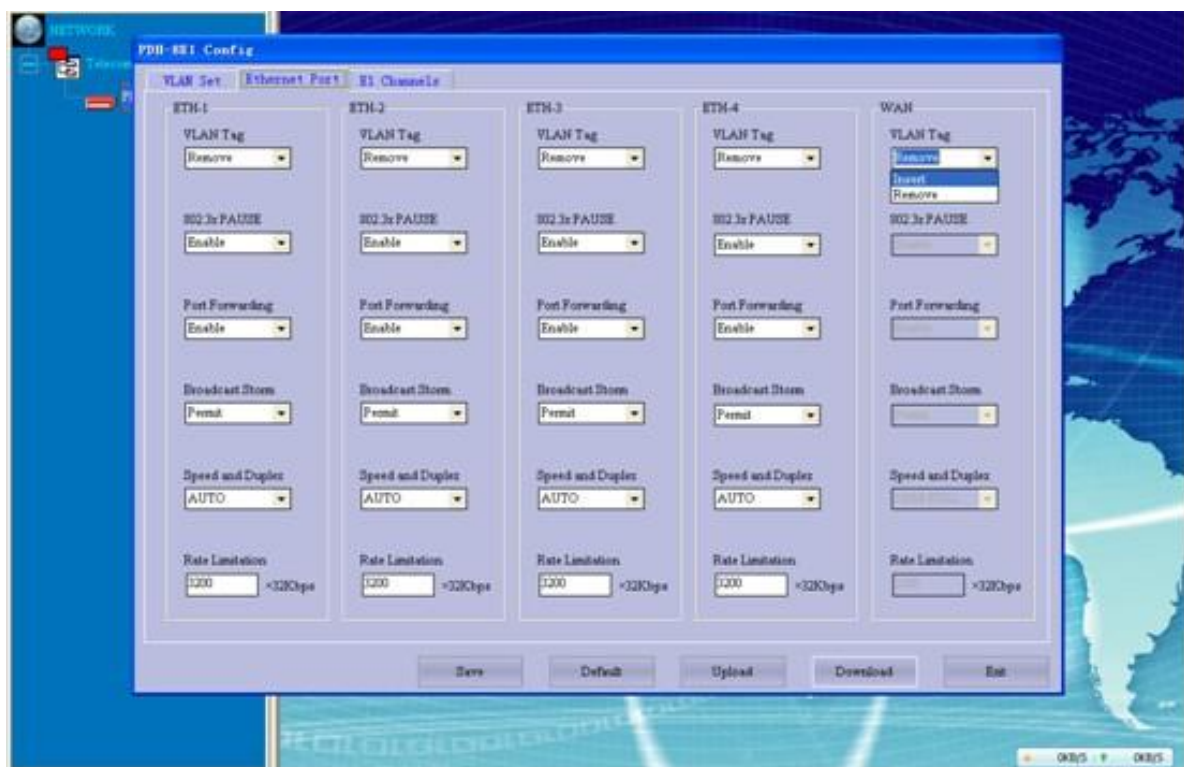 NETWORK
PDH-8E1 Config
VLAN Set Ethernet Port E1 Channels
ETH-1 ETH-2 ETH-3 ETH-4 WAN
VLAN Tag VLAN Tag VLAN Tag VLAN Tag VLAN Tag
Remove Remove Remove Remove Remove
Insert
Remove
802.3x PAUSE 802.3x PAUSE 802.3x PAUSE 802.3x PAUSE 802.3x PAUSE
Enable Enable Enable Enable
Port Forwarding Port Forwarding Port Forwarding Port Forwarding Port Forwarding
Enable Enable Enable Enable
Broadcast Storm Broadcast Storm Broadcast Storm Broadcast Storm Broadcast Storm
Permit Permit Permit Permit
Speed and Duplex Speed and Duplex Speed and Duplex Speed and Duplex Speed and Duplex
AUTO AUTO AUTO AUTO
Rate Limitation Rate Limitation Rate Limitation Rate Limitation Rate Limitation
3200 ×32Kbps 3200 ×32Kbps 3200 ×32Kbps 3200 ×32Kbps ×32Kbps
Save Default Upload Download Exit
0KB/S 0KB/S